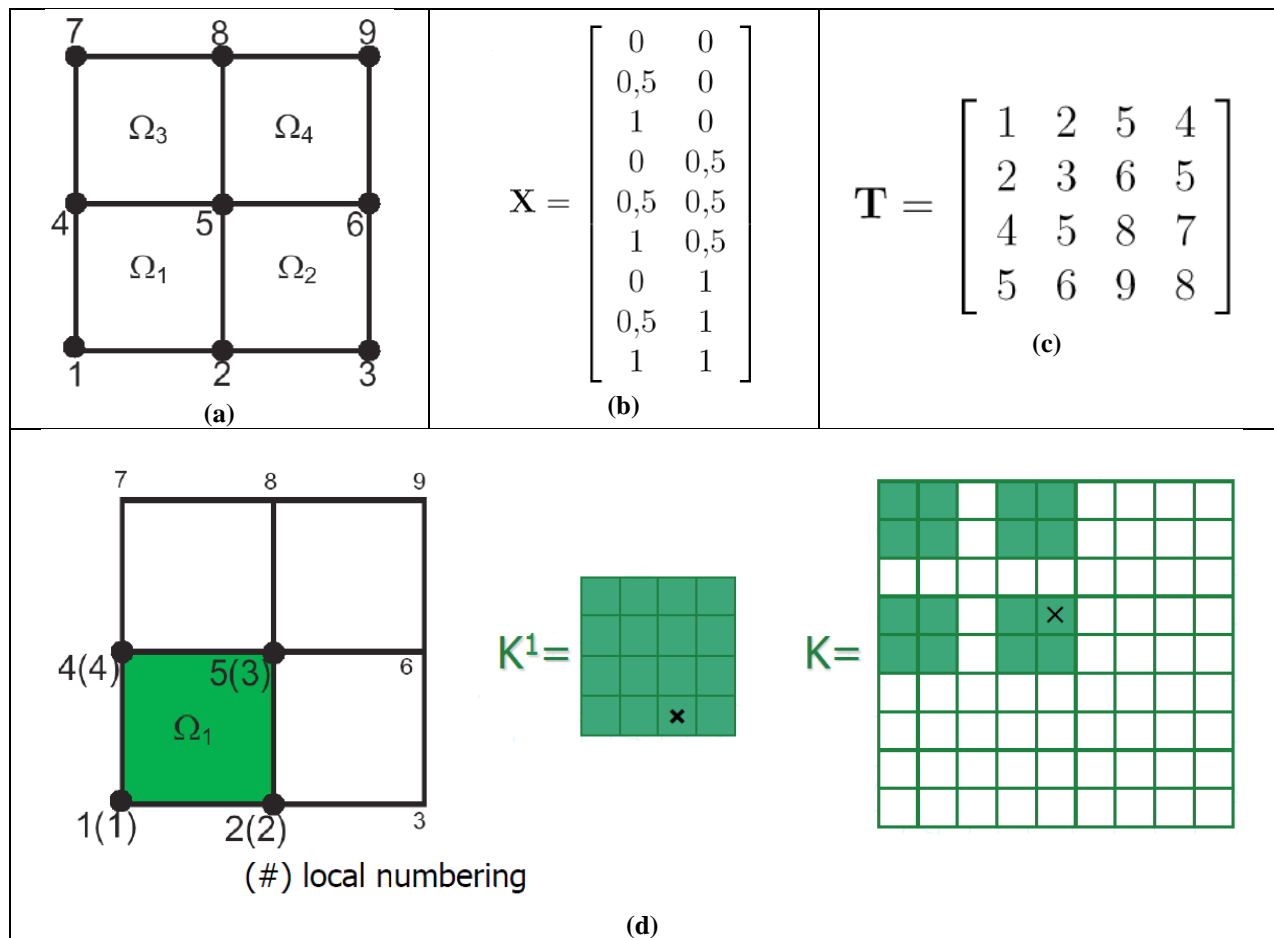 7 8 9
Ω₃ Ω₄
4 5 6
Ω₁ Ω₂
1 2 3
(a)
X =
0 0
0,5 0
1 0
0 0,5
0,5 0,5
1 0,5
0 1
0,5 1
1 1
(b)
T =
1 2 5 4
2 3 6 5
4 5 8 7
5 6 9 8
(c)
7 8 9
4(4) 5(3) 6
Ω₁
1(1) 2(2) 3
(#) local numbering
K¹=
×
K=
×
(d)